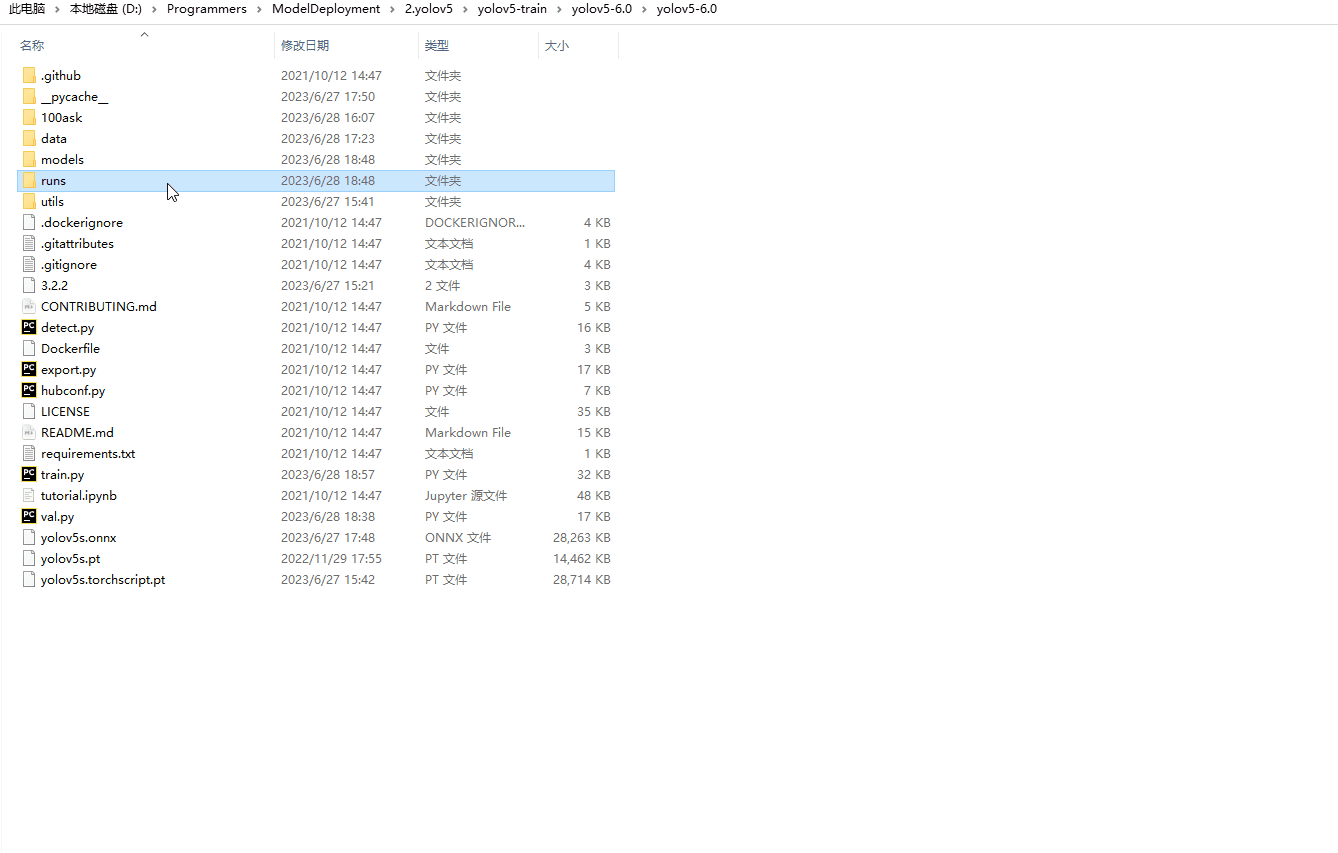 此电脑 › 本地磁盘 (D:) › Programmers › ModelDeployment › 2.yolov5 › yolov5-train › yolov5-6.0 › yolov5-6.0
名称 修改日期 类型 大小
.github 2021/10/12 14:47 文件夹
__pycache__ 2023/6/27 17:50 文件夹
100ask 2023/6/28 16:07 文件夹
data 2023/6/28 17:23 文件夹
models 2023/6/28 18:48 文件夹
runs 2023/6/28 18:48 文件夹
utils 2023/6/27 15:41 文件夹
.dockerignore 2021/10/12 14:47 DOCKERIGNOR... 4 KB
.gitattributes 2021/10/12 14:47 文本文档 1 KB
.gitignore 2021/10/12 14:47 文本文档 4 KB
3.2.2 2023/6/27 15:21 2 文件 3 KB
CONTRIBUTING.md 2021/10/12 14:47 Markdown File 5 KB
detect.py 2021/10/12 14:47 PY 文件 16 KB
Dockerfile 2021/10/12 14:47 文件 3 KB
export.py 2021/10/12 14:47 PY 文件 17 KB
hubconf.py 2021/10/12 14:47 PY 文件 7 KB
LICENSE 2021/10/12 14:47 文件 35 KB
README.md 2021/10/12 14:47 Markdown File 15 KB
requirements.txt 2021/10/12 14:47 文本文档 1 KB
train.py 2023/6/28 18:57 PY 文件 32 KB
tutorial.ipynb 2021/10/12 14:47 Jupyter 源文件 48 KB
val.py 2023/6/28 18:38 PY 文件 17 KB
yolov5s.onnx 2023/6/27 17:48 ONNX 文件 28,263 KB
yolov5s.pt 2022/11/29 17:55 PT 文件 14,462 KB
yolov5s.torchscript.pt 2023/6/27 15:42 PT 文件 28,714 KB